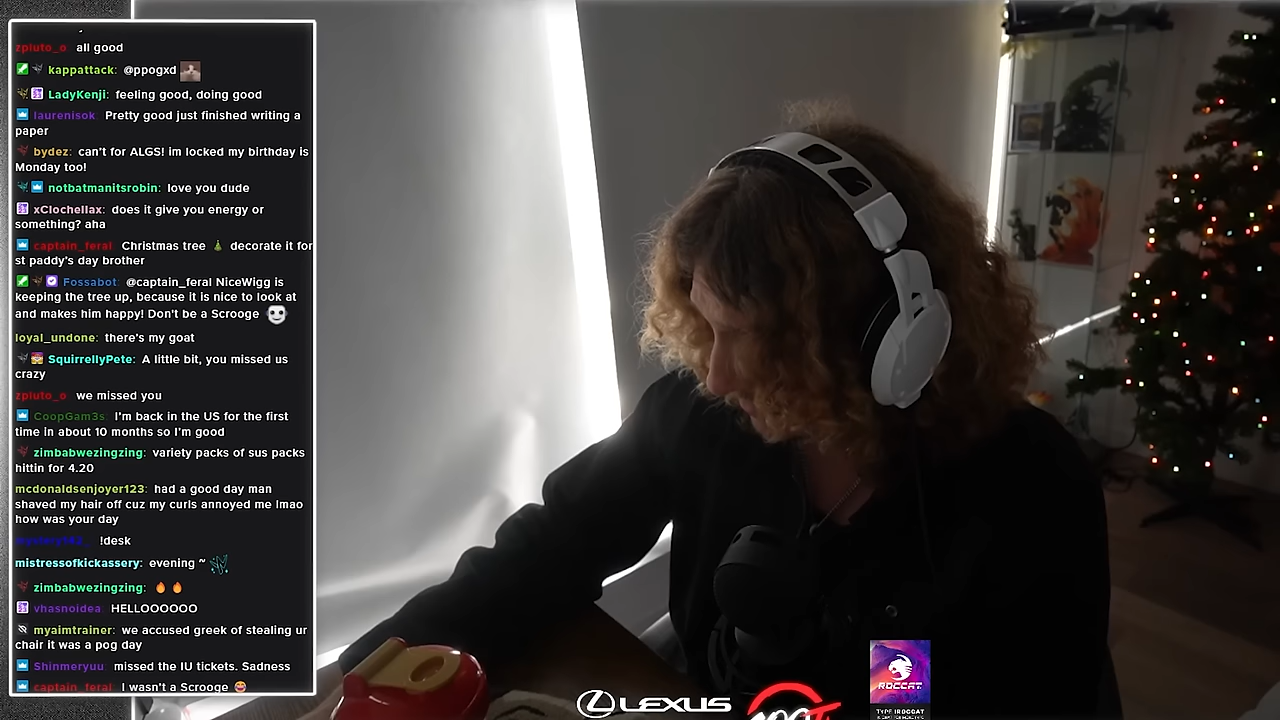 zpluto_o all good
kappattack: @ppogxd
LadyKenji: feeling good, doing good
laurenisok Pretty good just finished writing a
paper
bydez: can't for ALGS! im locked my birthday is
Monday too!
notbatmanitsrobin: love you dude
xClochellax: does it give you energy or
something? aha
captain_feral Christmas tree 🎄 decorate it for
st paddy's day brother
Fossabot: @captain_feral NiceWigg is
keeping the tree up, because it is nice to look at
and makes him happy! Don't be a Scrooge
loyal_undone: there's my goat
SquirrellyPete: A little bit, you missed us
crazy
zpluto_o we missed you
CoopGam3s I'm back in the US for the first
time in about 10 months so I'm good
zimbabwezingzing: variety packs of sus packs
hittin for 4.20
mcdonaldsenjoyer123: had a good day man
shaved my hair off cuz my curls annoyed me lmao
how was your day
!desk
mistressofkickassery: evening ~
zimbabwezingzing: 🔥 🔥
vhasnoidea HELLOOOOOO
myaimtrainer: we accused greek of stealing ur
chair it was a pog day
Shinmeryuu missed the IU tickets. Sadness
captain_feral I wasn't a Scrooge 😄
LEXUS
100T
ROCCAT
TYPE !ROCCAT